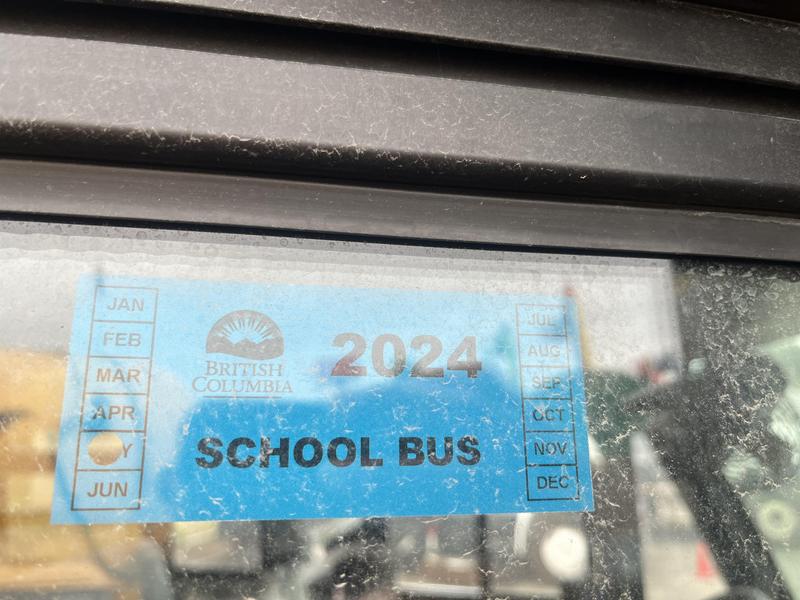 JAN
FEB
MAR
APR
Y
JUN
BRITISH
COLUMBIA
2024
SCHOOL BUS
JUL
AUG
SEP
OCT
NOV
DEC